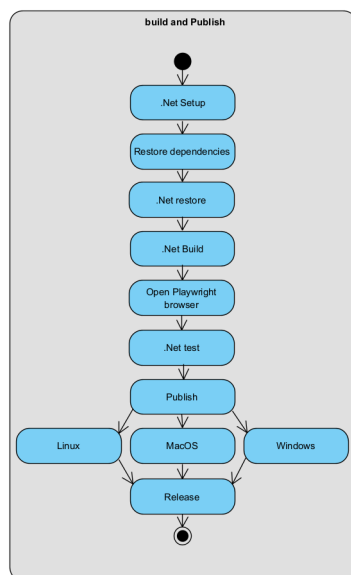 build and Publish
.Net Setup
Restore dependencies
.Net restore
.Net Build
Open Playwright
browser
.Net test
Publish
Linux
MacOS
Windows
Release